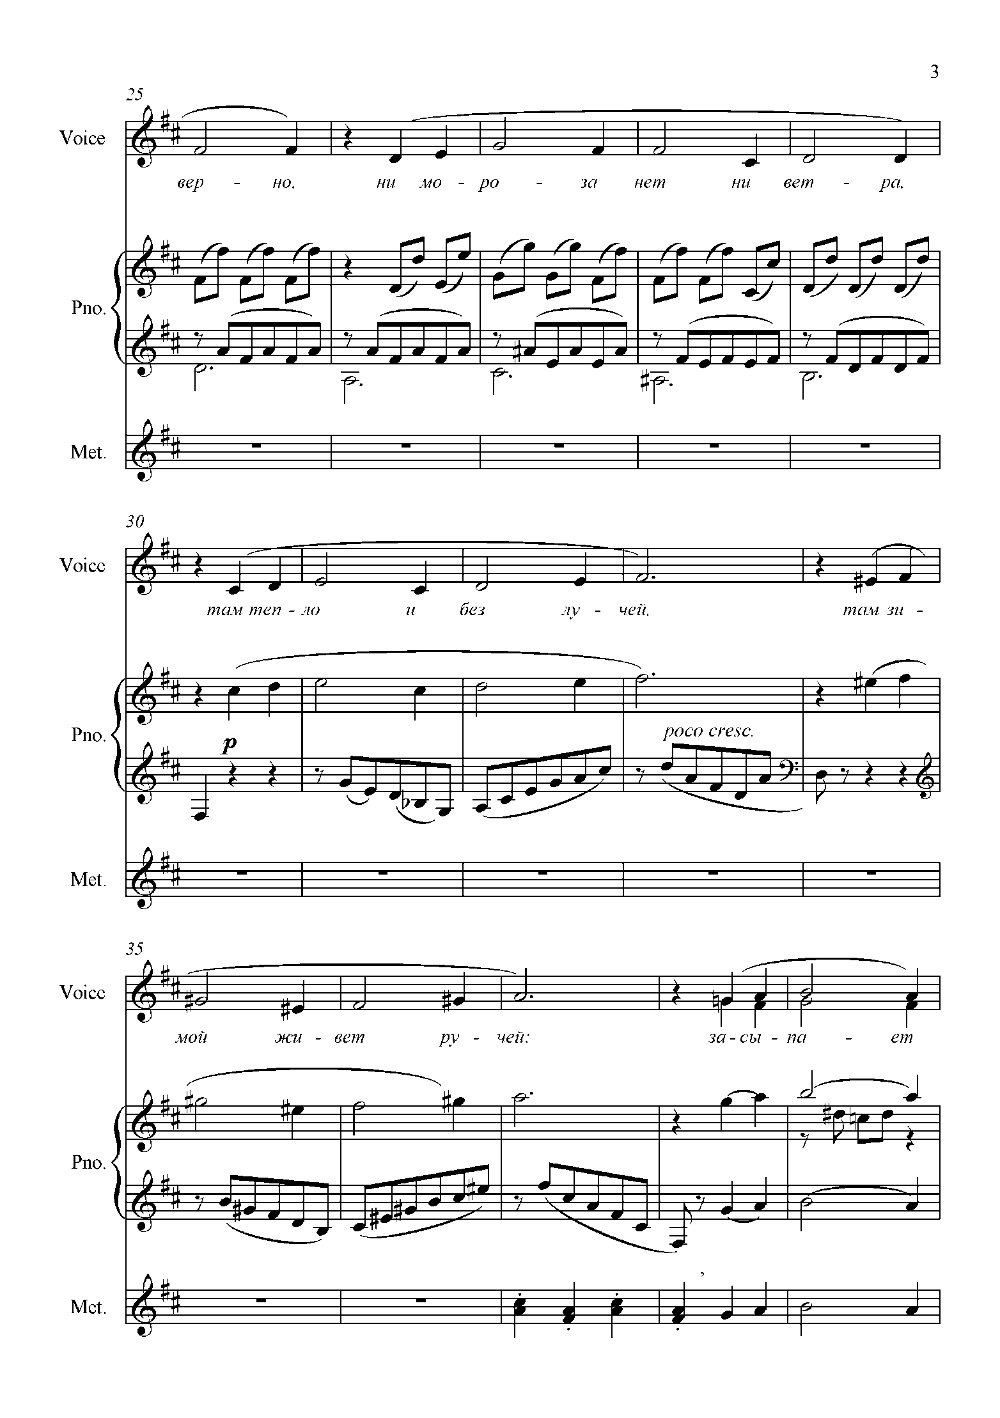 3
25
Voice
вер - но, ни мо - ро - за нет ни вет - ра,
Pno.
Met.
30
Voice
там теп - ло и без лу - чей, там зи -
Pno.
p
poco cresc.
Met.
35
Voice
мой жи - вет ру - чей: за - сы - па - ет
Pno.
Met.